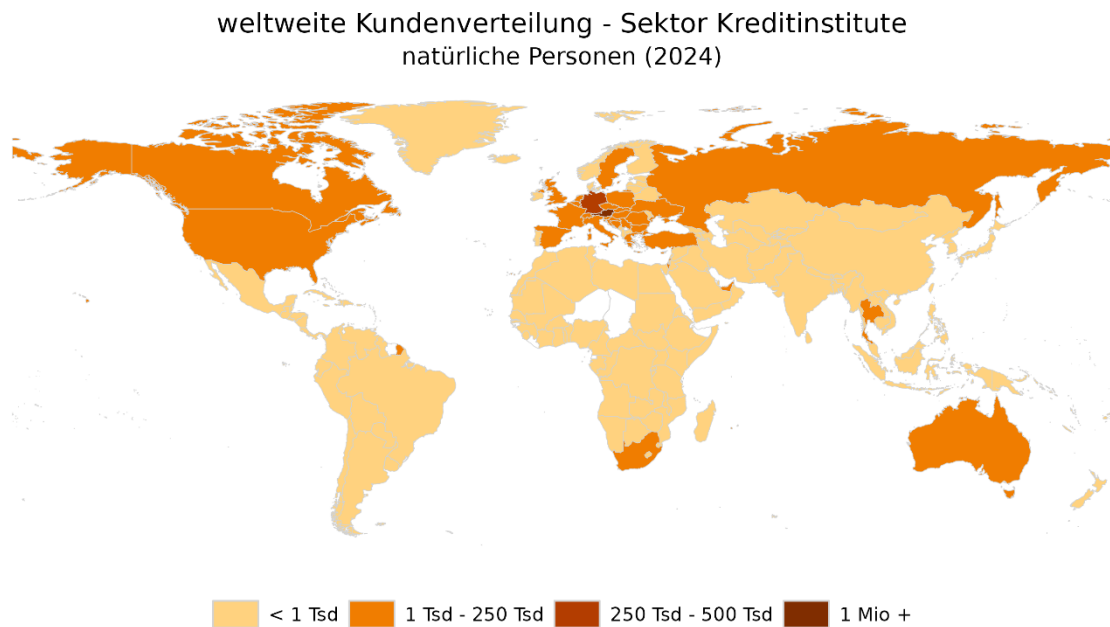 weltweite Kundenverteilung - Sektor Kreditinstitute
natürliche Personen (2024)
< 1 Tsd 1 Tsd - 250 Tsd 250 Tsd - 500 Tsd 1 Mio +